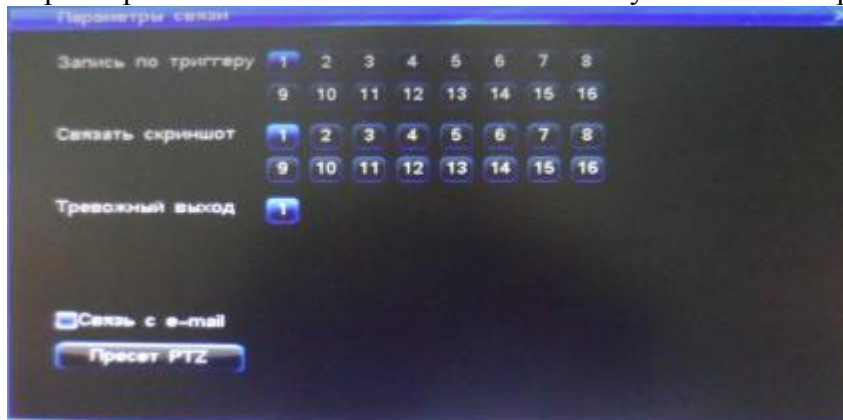 Параметры связи
Запись по триггеру 1 2 3 4 5 6 7 8
9 10 11 12 13 14 15 16
Связать скриншот 1 2 3 4 5 6 7 8
9 10 11 12 13 14 15 16
Тревожный выход 1
Связь с e-mail
Пресет PTZ